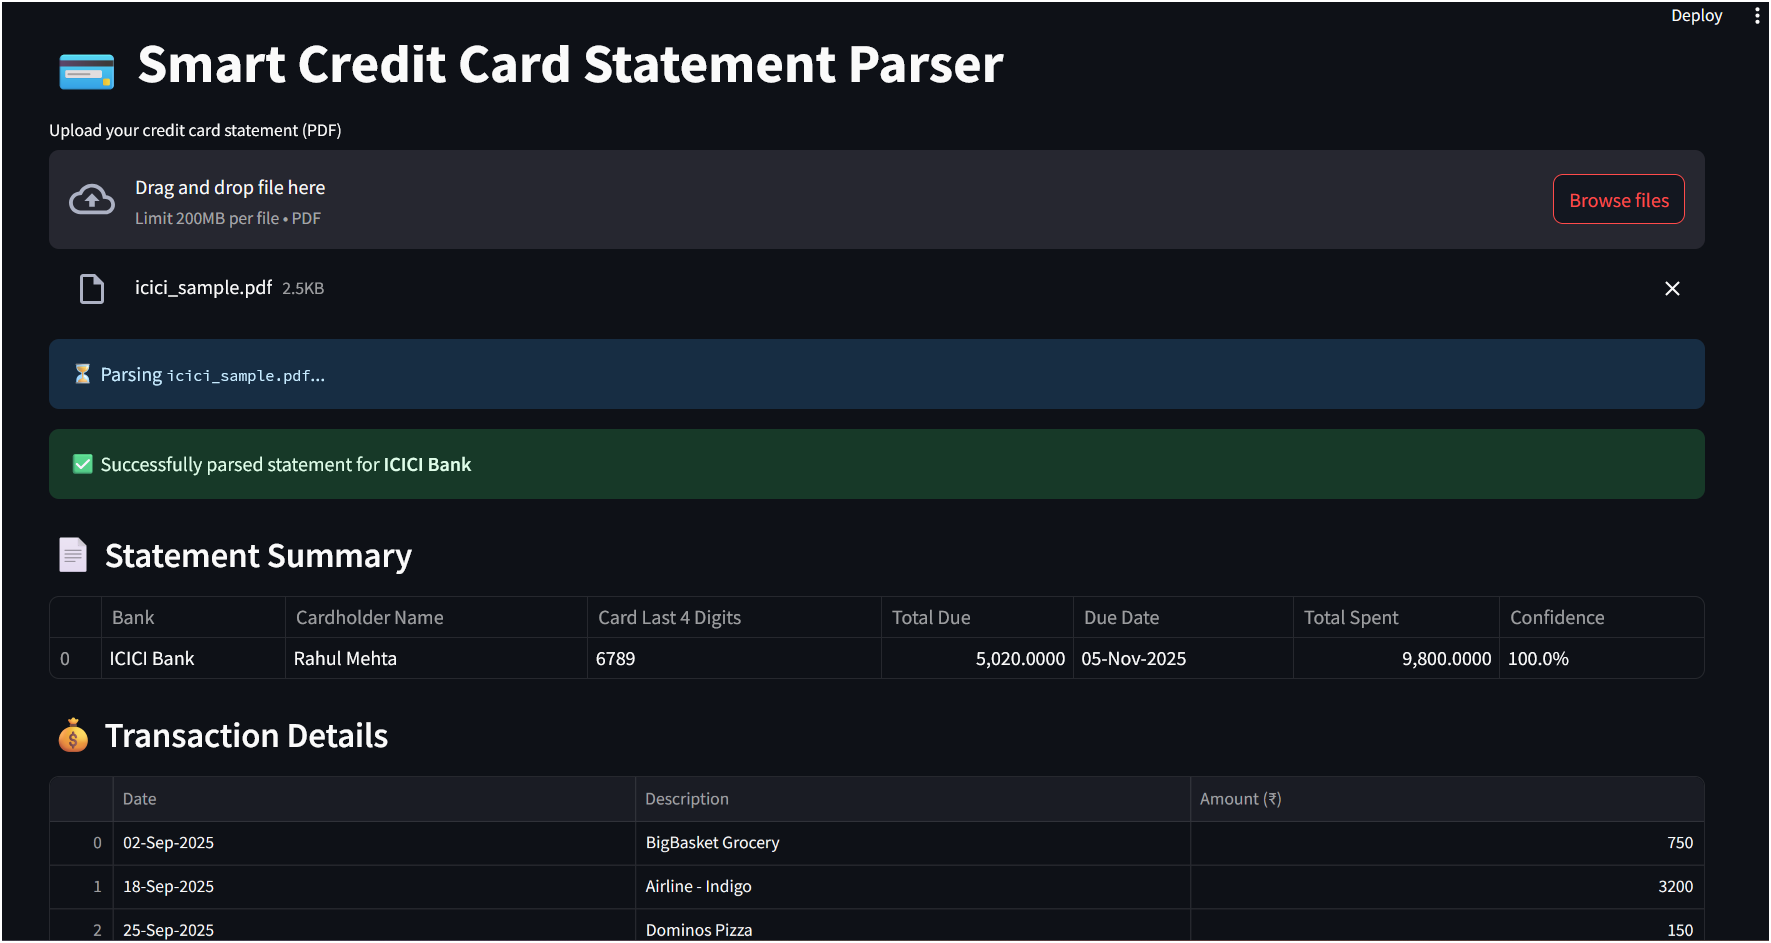 Deploy
Smart Credit Card Statement Parser
Upload your credit card statement (PDF)
Drag and drop file here
Limit 200MB per file • PDF
Browse files
icici_sample.pdf 2.5KB
Parsing icici_sample.pdf...
Successfully parsed statement for ICICI Bank
Statement Summary
Bank Cardholder Name Card Last 4 Digits Total Due Due Date Total Spent Confidence
0 ICICI Bank Rahul Mehta 6789 5,020.0000 05-Nov-2025 9,800.0000 100.0%
Transaction Details
Date Description Amount (₹)
0 02-Sep-2025 BigBasket Grocery 750
1 18-Sep-2025 Airline - Indigo 3200
2 25-Sep-2025 Dominos Pizza 150